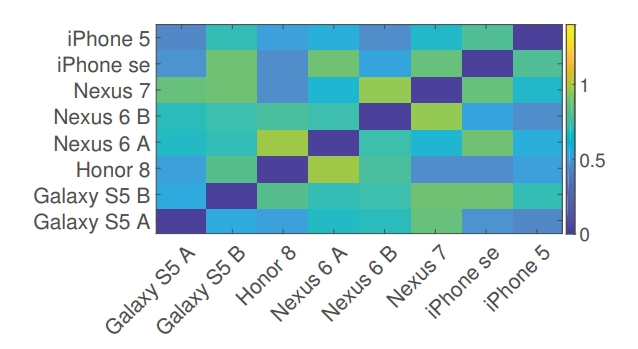 iPhone 5
iPhone se
Nexus 7
Nexus 6 B
Nexus 6 A
Honor 8
Galaxy S5 B
Galaxy S5 A
1
0.5
0
Galaxy S5 A
Galaxy S5 B
Honor 8
Nexus 6 A
Nexus 6 B
Nexus 7
iPhone se
iPhone 5